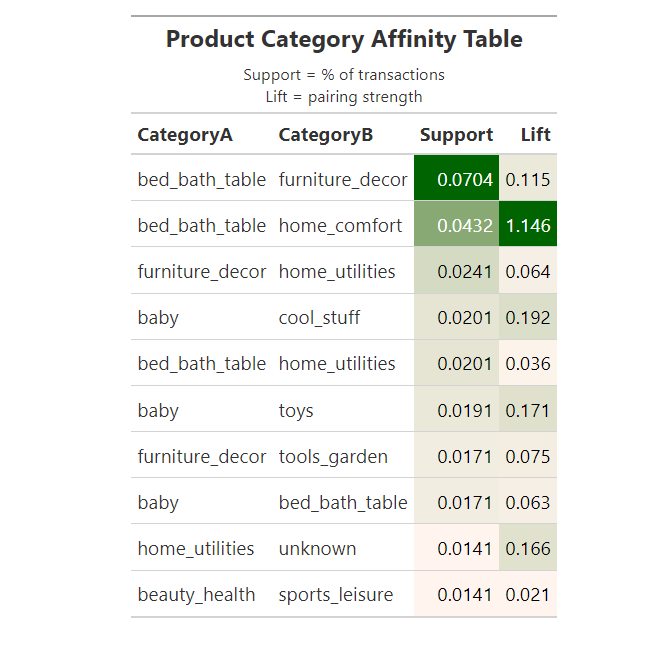 Product Category Affinity Table
Support = % of transactions
Lift = pairing strength
CategoryA CategoryB Support Lift
bed_bath_table furniture_decor 0.0704 0.115
bed_bath_table home_comfort 0.0432 1.146
furniture_decor home_utilities 0.0241 0.064
baby cool_stuff 0.0201 0.192
bed_bath_table home_utilities 0.0201 0.036
baby toys 0.0191 0.171
furniture_decor tools_garden 0.0171 0.075
baby bed_bath_table 0.0171 0.063
home_utilities unknown 0.0141 0.166
beauty_health sports_leisure 0.0141 0.021